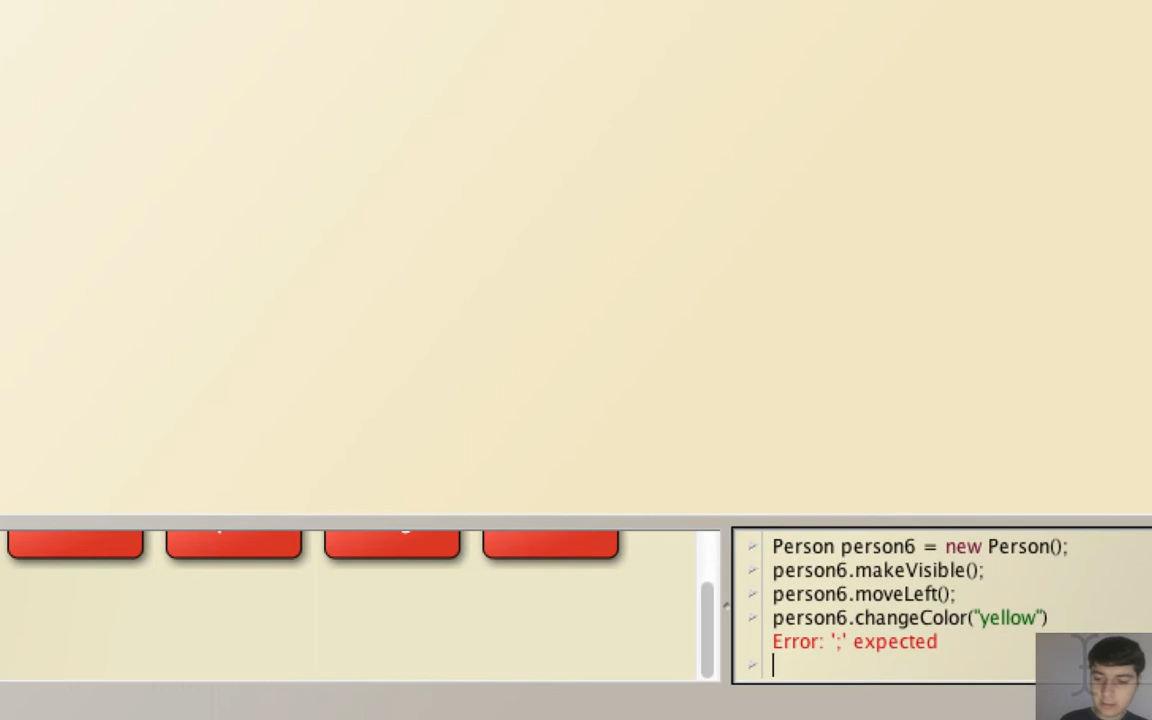 Person person6 = new Person();
person6.makeVisible();
person6.moveLeft();
person6.changeColor("yellow")
Error: ';' expected